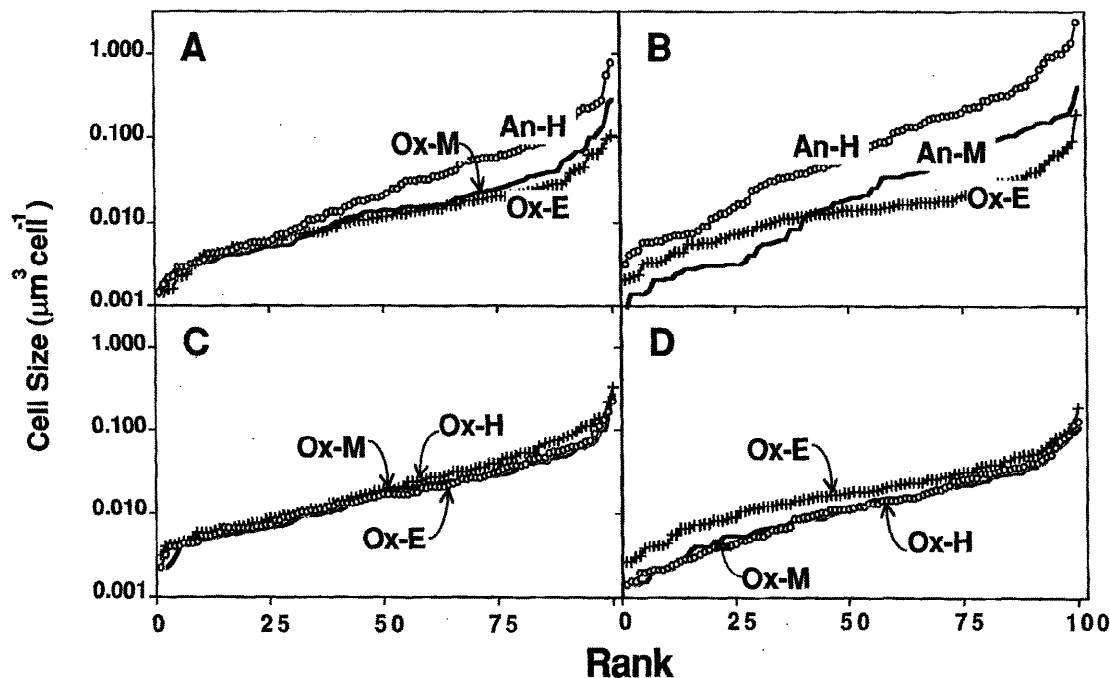 A
B
1.000
0.100
0.010
0.001
An-H
Ox-M
Ox-E
An-H
An-M
Ox-E
C
D
1.000
0.100
0.010
0.001
Ox-M
Ox-H
Ox-E
Ox-E
Ox-H
Ox-M
0 25 50 75
0 25 50 75 100
Cell Size (μm³ cell⁻¹)
Rank